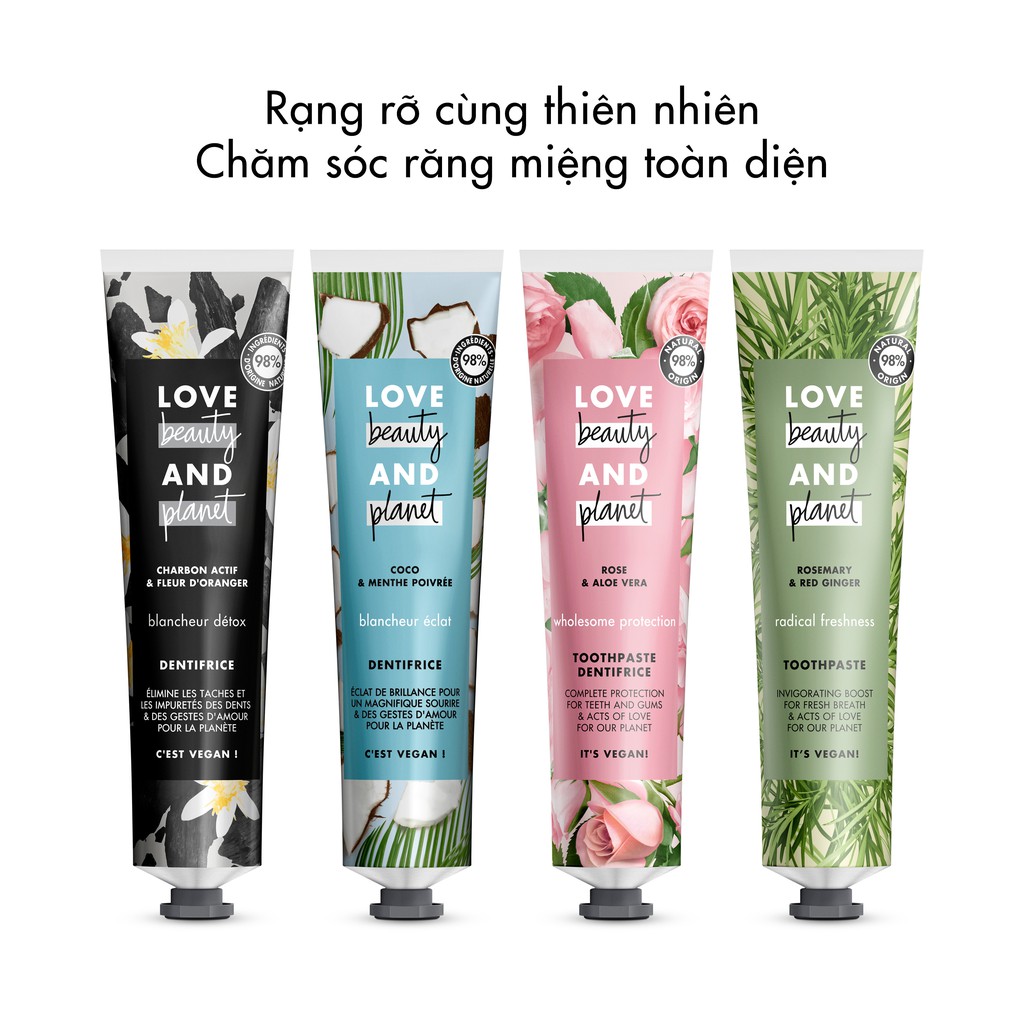 Rạng rỡ cùng thiên nhiên
Chăm sóc răng miệng toàn diện
INGRÉDIENTS
98%
D'ORIGINE NATURELLE
LOVE
beauty
AND
planet
CHARBON ACTIF
& FLEUR D'ORANGER
blancheur détox
DENTIFRICE
ÉLIMINE LES TACHES ET
LES IMPURETÉS DES DENTS
& DES GESTES D'AMOUR
POUR LA PLANÈTE
C'EST VEGAN !
INGRÉDIENTS
98%
D'ORIGINE NATURELLE
LOVE
beauty
AND
planet
COCO
& MENTHE POIVRÉE
blancheur éclat
DENTIFRICE
ÉCLAT DE BRILLANCE POUR
UN MAGNIFIQUE SOURIRE
& DES GESTES D'AMOUR
POUR LA PLANÈTE
C'EST VEGAN !
NATURAL
98%
ORIGIN
LOVE
beauty
AND
planet
ROSE
& ALOE VERA
wholesome protection
TOOTHPASTE
DENTIFRICE
COMPLETE PROTECTION
FOR TEETH AND GUMS
& ACTS OF LOVE
FOR OUR PLANET
IT'S VEGAN!
NATURAL
98%
ORIGIN
LOVE
beauty
AND
planet
ROSEMARY
& RED GINGER
radical freshness
TOOTHPASTE
INVIGORATING BOOST
FOR FRESH BREATH
& ACTS OF LOVE
FOR OUR PLANET
IT'S VEGAN!